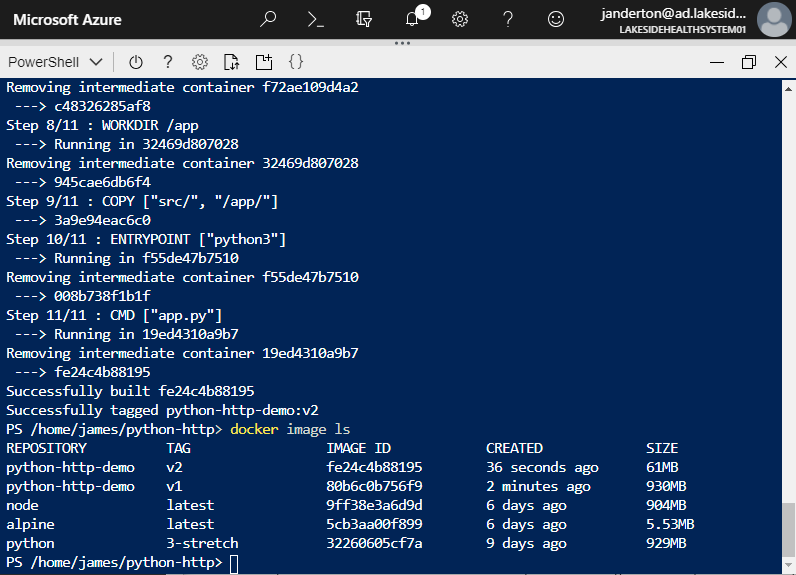 Microsoft Azure
1
janderton@ad.lakesid...
LAKESIDEHEALTHSYSTEM01
PowerShell
Removing intermediate container f72ae109d4a2
---> c48326285af8
Step 8/11 : WORKDIR /app
---> Running in 32469d807028
Removing intermediate container 32469d807028
---> 945cae6db6f4
Step 9/11 : COPY ["src/", "/app/"]
---> 3a9e94eac6c0
Step 10/11 : ENTRYPOINT ["python3"]
---> Running in f55de47b7510
Removing intermediate container f55de47b7510
---> 008b738f1b1f
Step 11/11 : CMD ["app.py"]
---> Running in 19ed4310a9b7
Removing intermediate container 19ed4310a9b7
---> fe24c4b88195
Successfully built fe24c4b88195
Successfully tagged python-http-demo:v2
PS /home/james/python-http> docker image ls
REPOSITORY TAG IMAGE ID CREATED SIZE
python-http-demo v2 fe24c4b88195 36 seconds ago 61MB
python-http-demo v1 80b6c0b756f9 2 minutes ago 930MB
node latest 9ff38e3a6d9d 6 days ago 904MB
alpine latest 5cb3aa00f899 6 days ago 5.53MB
python 3-stretch 32260605cf7a 9 days ago 929MB
PS /home/james/python-http>